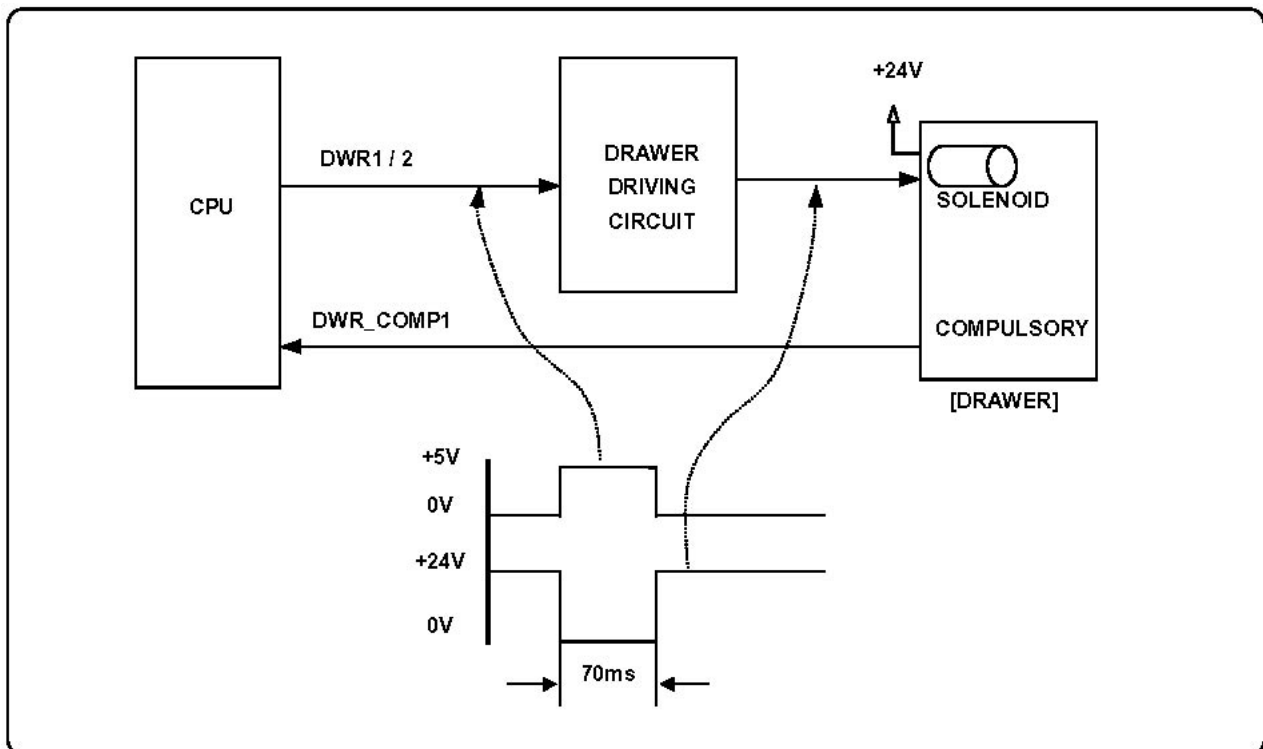 +24V
CPU
DWR1 / 2
DRAWER
DRIVING
CIRCUIT
SOLENOID
DWR_COMP1
COMPULSORY
[DRAWER]
+5V
0V
+24V
0V
70ms